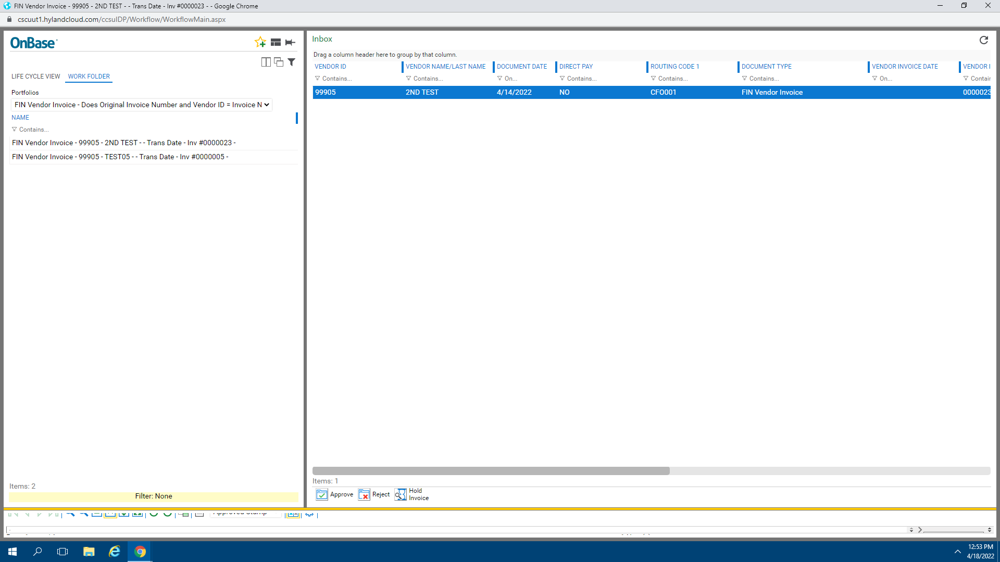 FIN Vendor Invoice - 99905 - 2ND TEST - - Trans Date - Inv #0000023 - - Google Chrome
cscuut1.hylandcloud.com/ccsuIDP/Workflow/WorkflowMain.aspx
OnBase
LIFE CYCLE VIEW WORK FOLDER
Portfolios
FIN Vendor Invoice - Does Original Invoice Number and Vendor ID = Invoice N
NAME
Contains...
FIN Vendor Invoice - 99905 - 2ND TEST - - Trans Date - Inv #0000023 -
FIN Vendor Invoice - 99905 - TEST05 - - Trans Date - Inv #0000005 -
Items: 2
Filter: None
Inbox
Drag a column header here to group by that column.
VENDOR ID VENDOR NAME/LAST NAME DOCUMENT DATE DIRECT PAY ROUTING CODE 1 DOCUMENT TYPE VENDOR INVOICE DATE VENDOR I
Contains... Contains... On... Contains... Contains... Contains... On... Contair
99905 2ND TEST 4/14/2022 NO CFO001 FIN Vendor Invoice 0000023
Items: 1
Approve Reject Hold Invoice
Approved Stamp
12:53 PM
4/18/2022